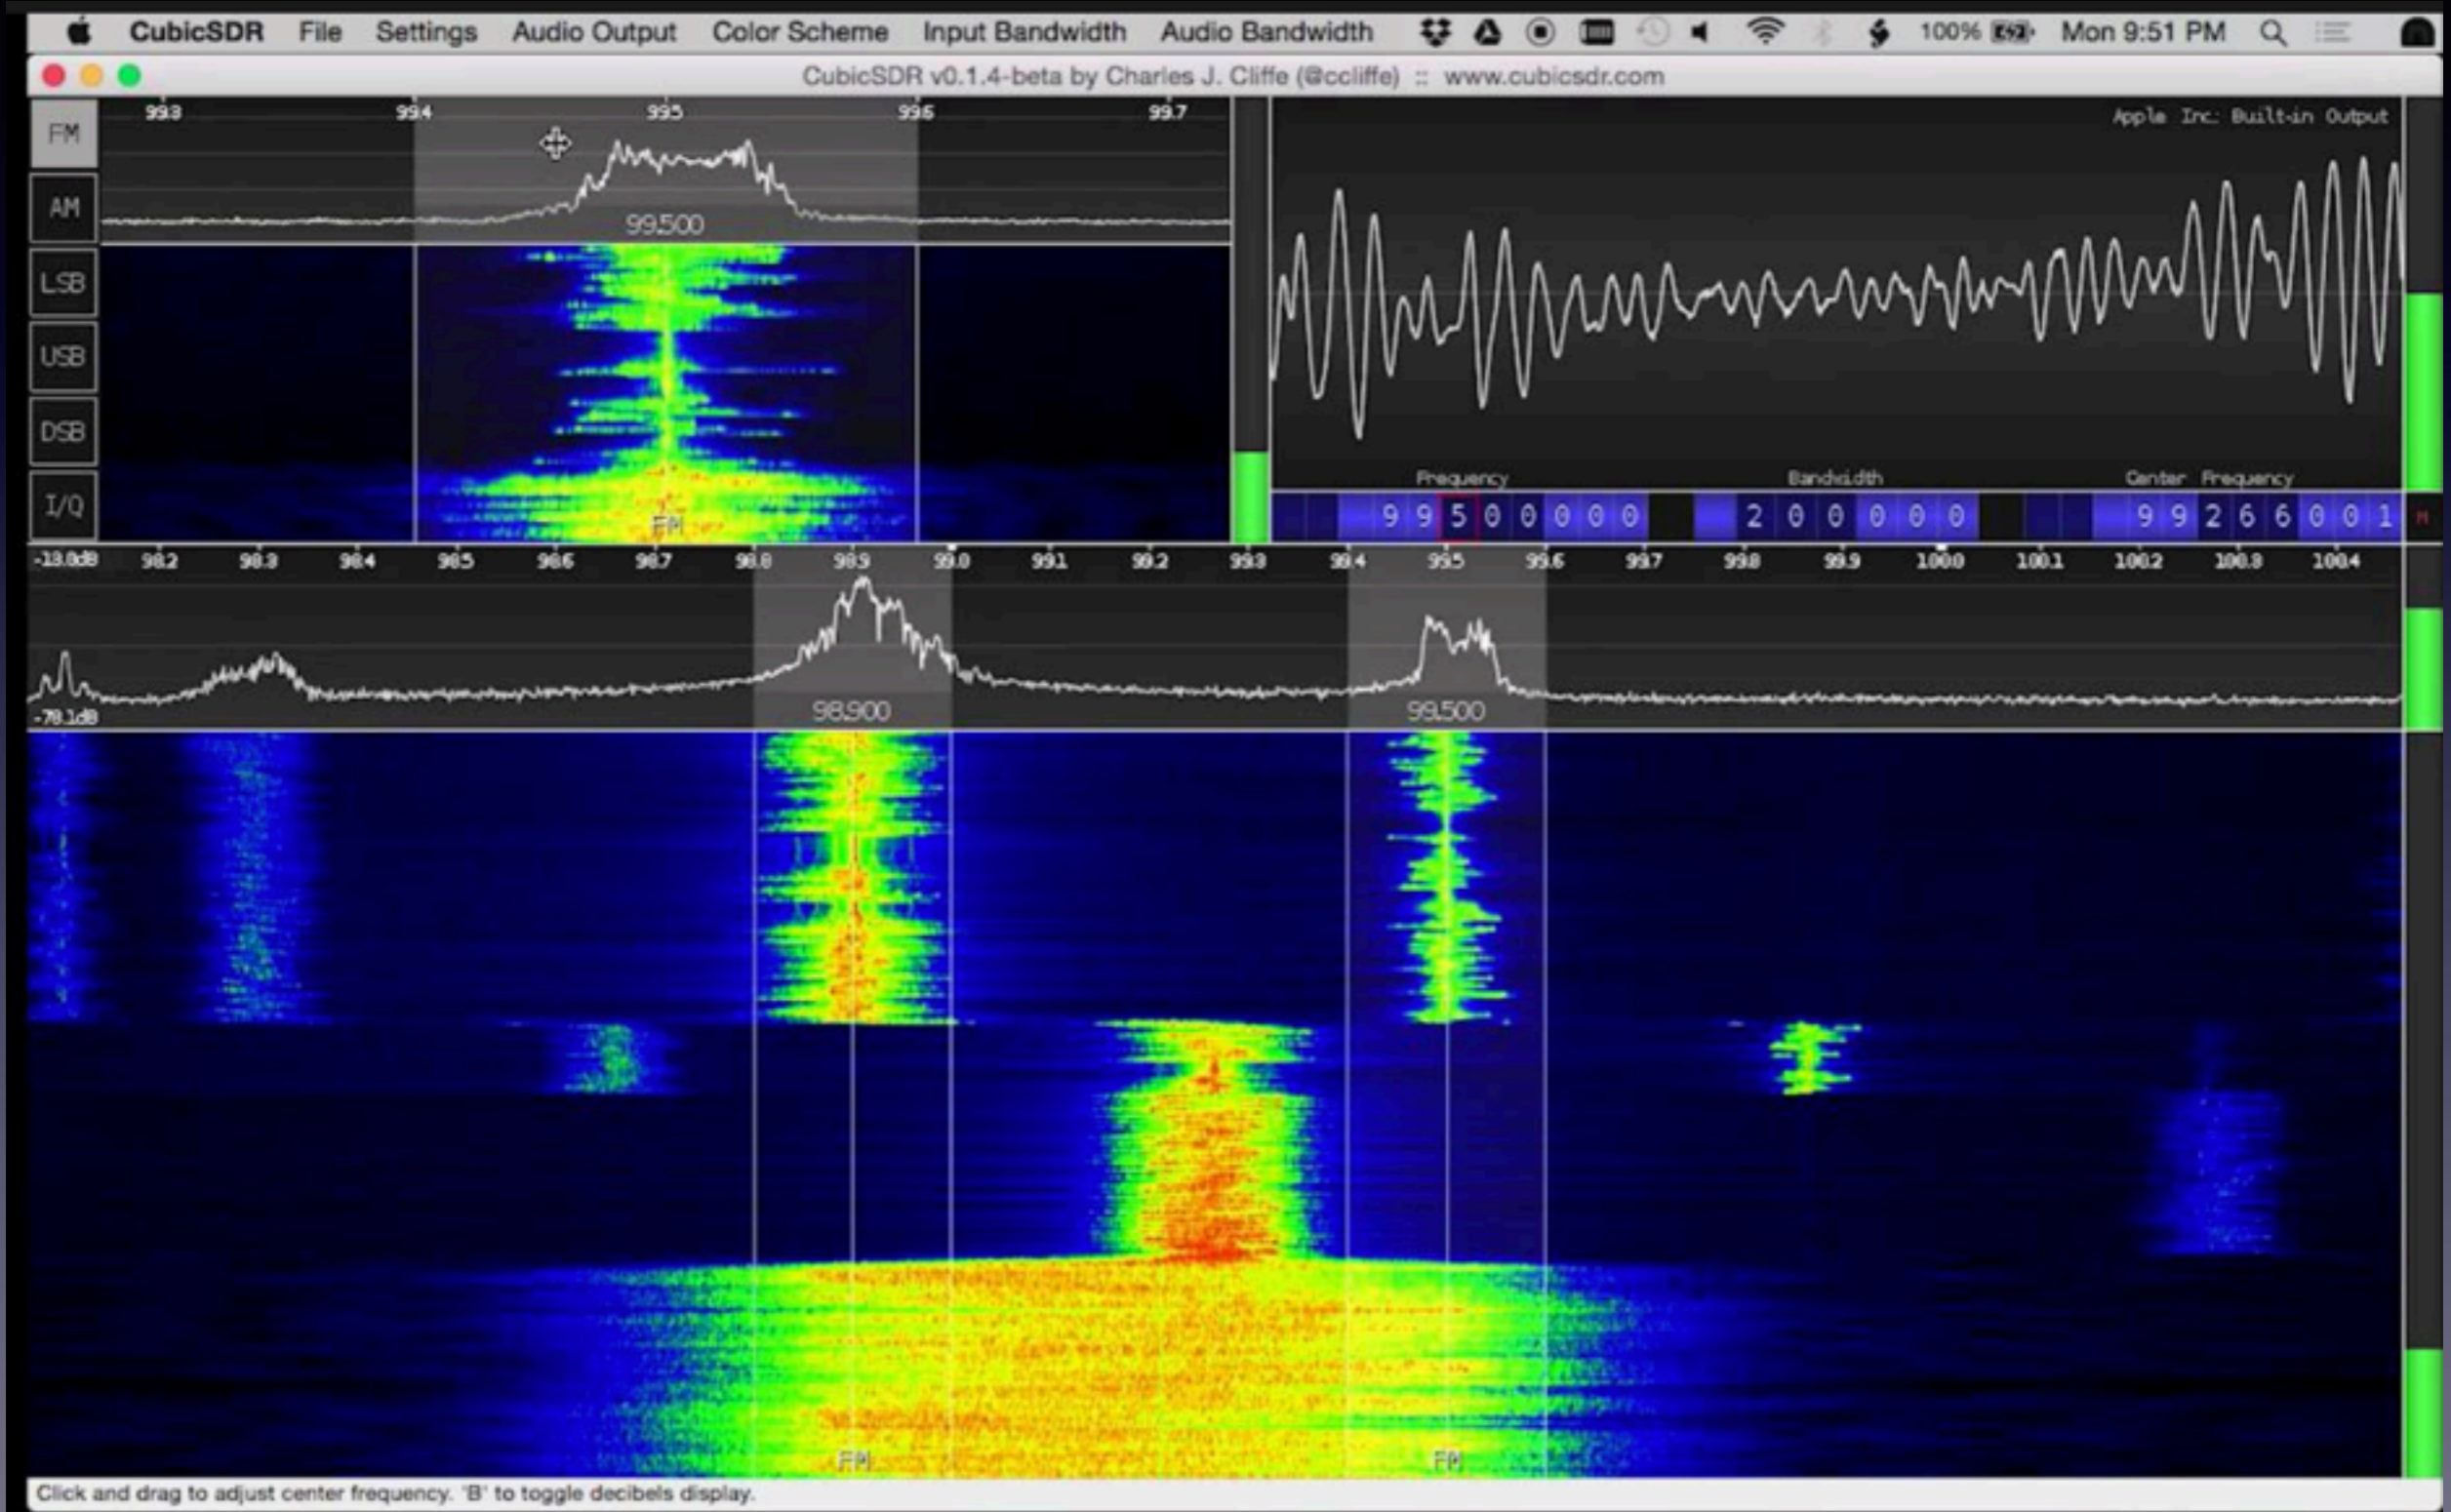 CubicSDR File Settings Audio Output Color Scheme Input Bandwidth Audio Bandwidth 100% Mon 9:51 PM
CubicSDR v0.1.4-beta by Charles J. Cliffe (@ccliffe) :: www.cubicsdr.com
FM
AM
LSB
USB
DSB
I/Q
99.3 99.4 99.5 99.6 99.7
99.500
FM
Apple Inc.: Built-in Output
Frequency Bandwidth Center Frequency
99500000 200000 99266001 M
-13.0dB 98.2 98.3 98.4 98.5 98.6 98.7 98.8 98.9 99.0 99.1 99.2 99.3 99.4 99.5 99.6 99.7 99.8 99.9 100.0 100.1 100.2 100.3 100.4
-78.1dB
98.900 99.500
FM FM
Click and drag to adjust center frequency. 'B' to toggle decibels display.